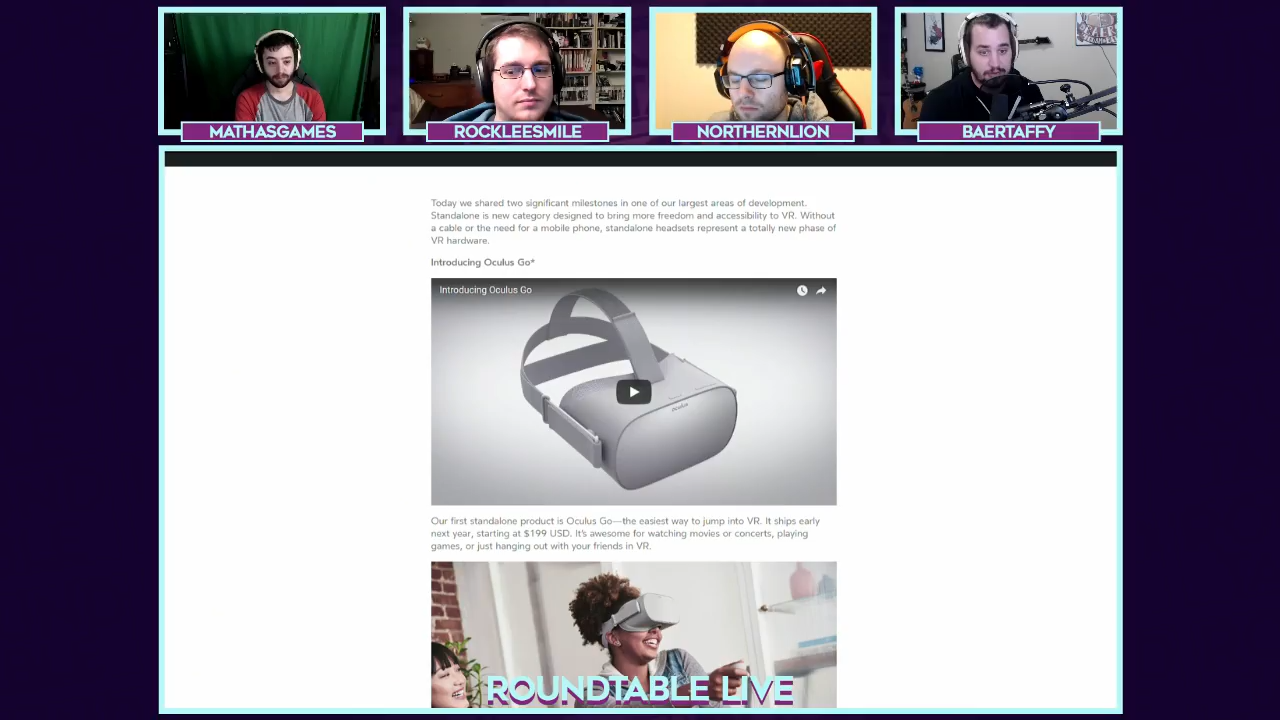 MATHASGAMES
ROCKLEESMILE
NORTHERNLION
BAERTAFFY
Today we shared two significant milestones in one of our largest areas of development.
Standalone is new category designed to bring more freedom and accessibility to VR. Without
a cable or the need for a mobile phone, standalone headsets represent a totally new phase of
VR hardware.
Introducing Oculus Go*
Introducing Oculus Go
oculus
Our first standalone product is Oculus Go—the easiest way to jump into VR. It ships early
next year, starting at $199 USD. It's awesome for watching movies or concerts, playing
games, or just hanging out with your friends in VR.
ROUNDTABLE LIVE